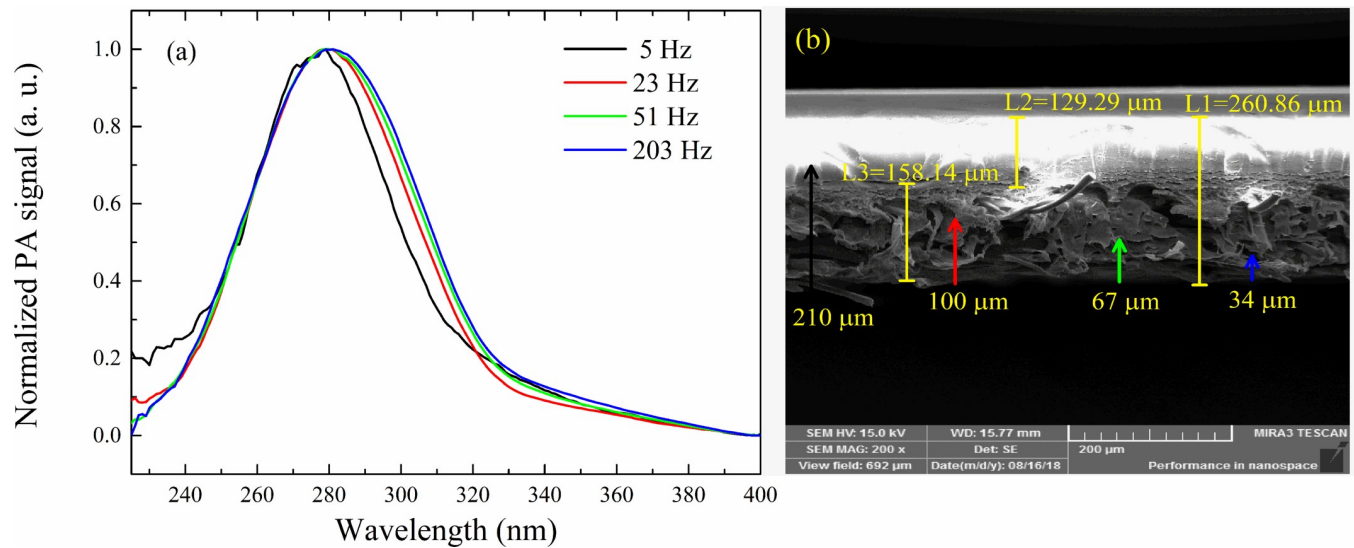 Normalized PA signal (a. u.)
1.0
0.8
0.6
0.4
0.2
0.0
(a)
5 Hz
23 Hz
51 Hz
203 Hz
240 260 280 300 320 340 360 380 400
Wavelength (nm)
(b)
L2=129.29 μm L1=260.86 μm
L3=158.14 μm
210 μm
100 μm
67 μm
34 μm
SEM HV: 15.0 kV WD: 15.77 mm MIRA3 TESCAN
SEM MAG: 200 x Det: SE 200 μm
View field: 692 μm Date(m/d/y): 08/16/18 Performance in nanospace